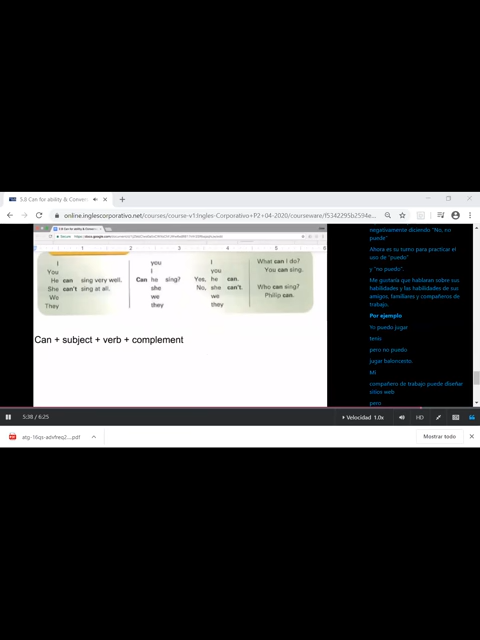 5.8 Can for ability & Conver
online.inglescorporativo.net/courses/course-v1:Ingles-Corporativo+P2+04-2020/courseware/f5342295b2594e...
I
You
He can sing very well.
She can't sing at all.
We
They
you
I
Can he sing?
she
we
they
I
you
Yes, he can.
No, she can't.
we
they
What can I do?
You can sing.
Who can sing?
Philip can.
Can + subject + verb + complement
negativamente diciendo "No, no
puede"
Ahora es su turno para practicar el
uso de "puedo"
y "no puedo".
Me gustaría que hablaran sobre sus
habilidades y las habilidades de sus
amigos, familiares y compañeros de
trabajo.
Por ejemplo
Yo puedo jugar
tenis
pero no puedo
jugar baloncesto.
Mi
compañero de trabajo puede diseñar
sitios web
pero
5:38 / 6:25
Velocidad 1.0x
HD
atg-16qs-advfreq2....pdf
Mostrar todo